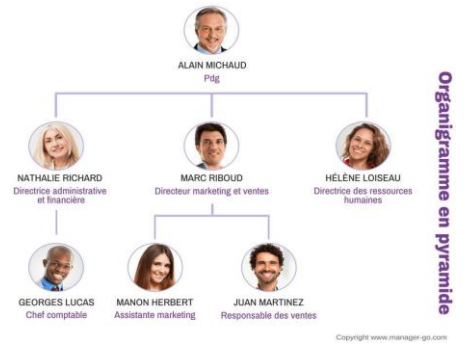 ALAIN MICHAUD
Pdg
NATHALIE RICHARD
Directrice administrative
et financière
MARC RIBOUD
Directeur marketing et ventes
HÉLÈNE LOISEAU
Directrice des ressources
humaines
GEORGES LUCAS
Chef comptable
MANON HERBERT
Assistante marketing
JUAN MARTINEZ
Responsable des ventes
Organigramme en pyramide
Copyright www.manager-go.com